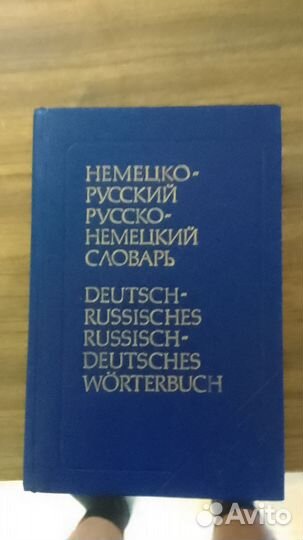 НЕМЕЦКО-
РУССКИЙ
РУССКО-
НЕМЕЦКИЙ
СЛОВАРЬ
DEUTSCH-
RUSSISCHES
RUSSISCH-
DEUTSCHES
WÖRTERBUCH
Avito